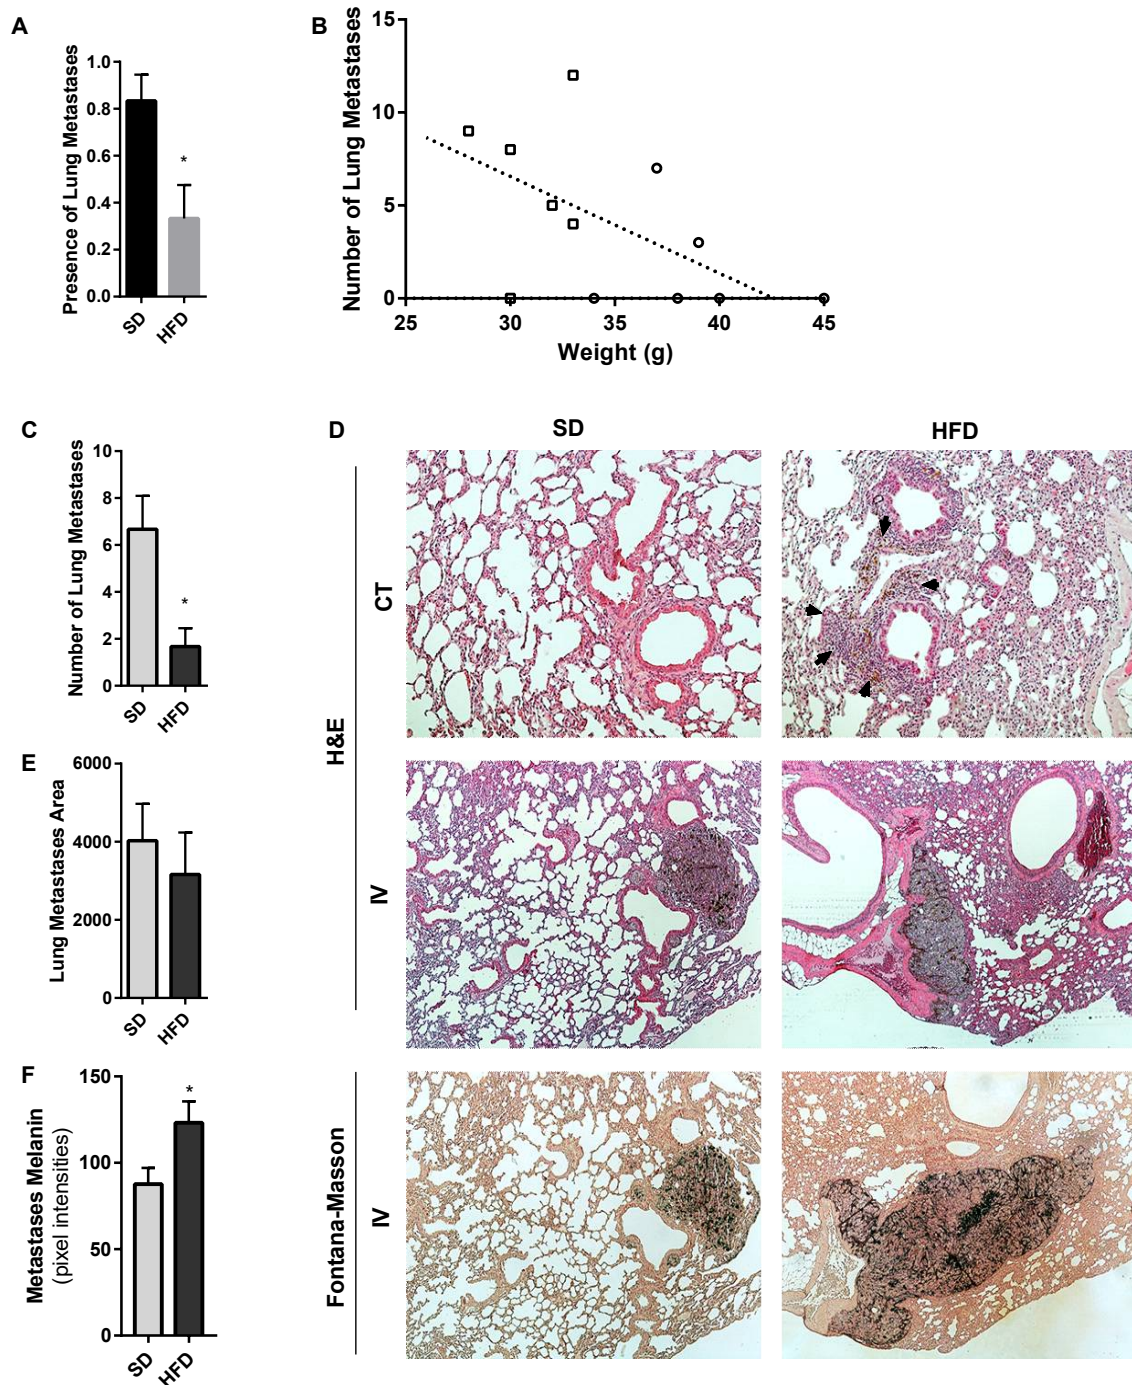 A
Presence of Lung Metastases
1.0
0.8
0.6
0.4
0.2
0.0
*
SD
HFD
B
Number of Lung Metastases
15
10
5
0
25
30
35
40
45
Weight (g)
C
Number of Lung Metastases
10
8
6
4
2
0
*
SD
HFD
D
SD
HFD
H&E
CT
IV
Fontana-Masson
IV
E
Lung Metastases Area
6000
4000
2000
0
SD
HFD
F
Metastases Melanin
(pixel intensities)
150
100
50
0
*
SD
HFD